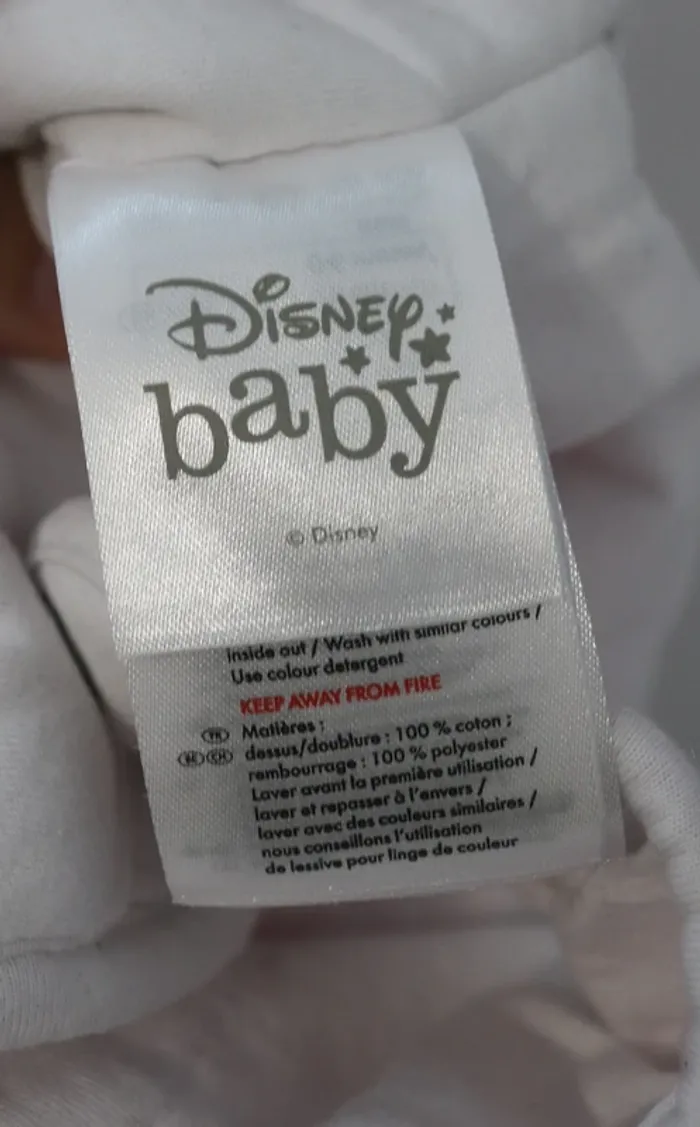 Disney
baby
© Disney
inside out / Wash with similar colours /
Use colour detergent
KEEP AWAY FROM FIRE
FR Matières :
BE CH dessus/doublure : 100 % coton ;
rembourrage : 100 % polyester
Laver avant la première utilisation /
laver et repasser à l'envers /
laver avec des couleurs similaires /
nous conseillons l'utilisation
de lessive pour linge de couleur